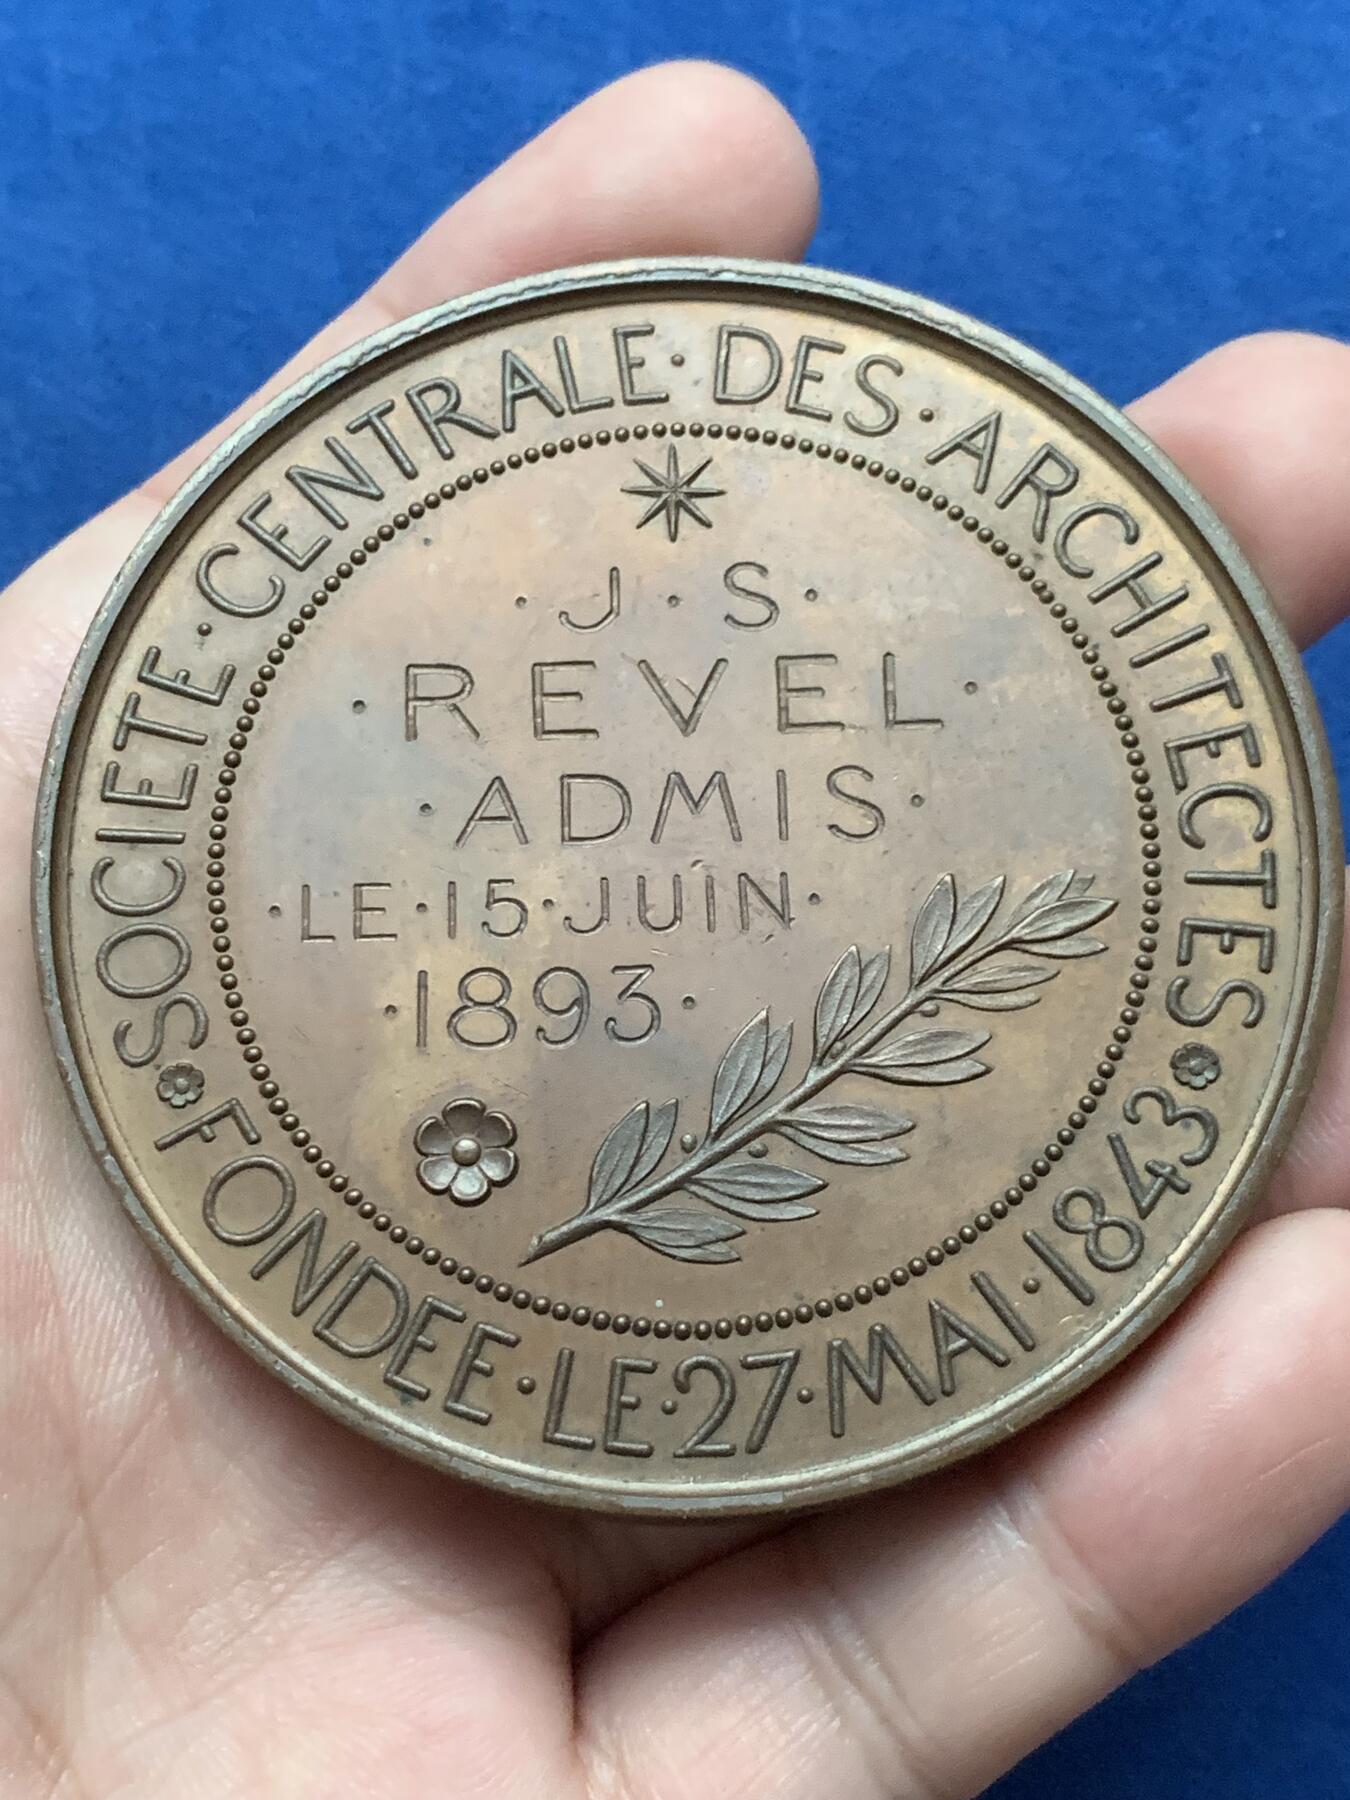 SOCIETE · CENTRALE · DES · ARCHITECTES
· J · S ·
· REVEL ·
· ADMIS ·
· LE · 15 · JUIN ·
· 1893 ·
FONDEE · LE · 27 · MAI · 1843